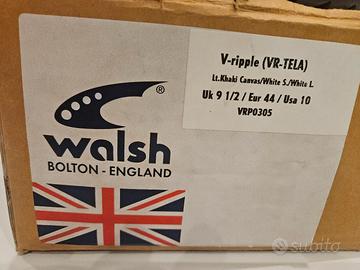 V-ripple (VR-TELA)
Lt.Khaki Canvas/White S./White L.
Uk 9 1/2 / Eur 44 / Usa 10
VRP0305
®
walsh
BOLTON - ENGLAND
subito